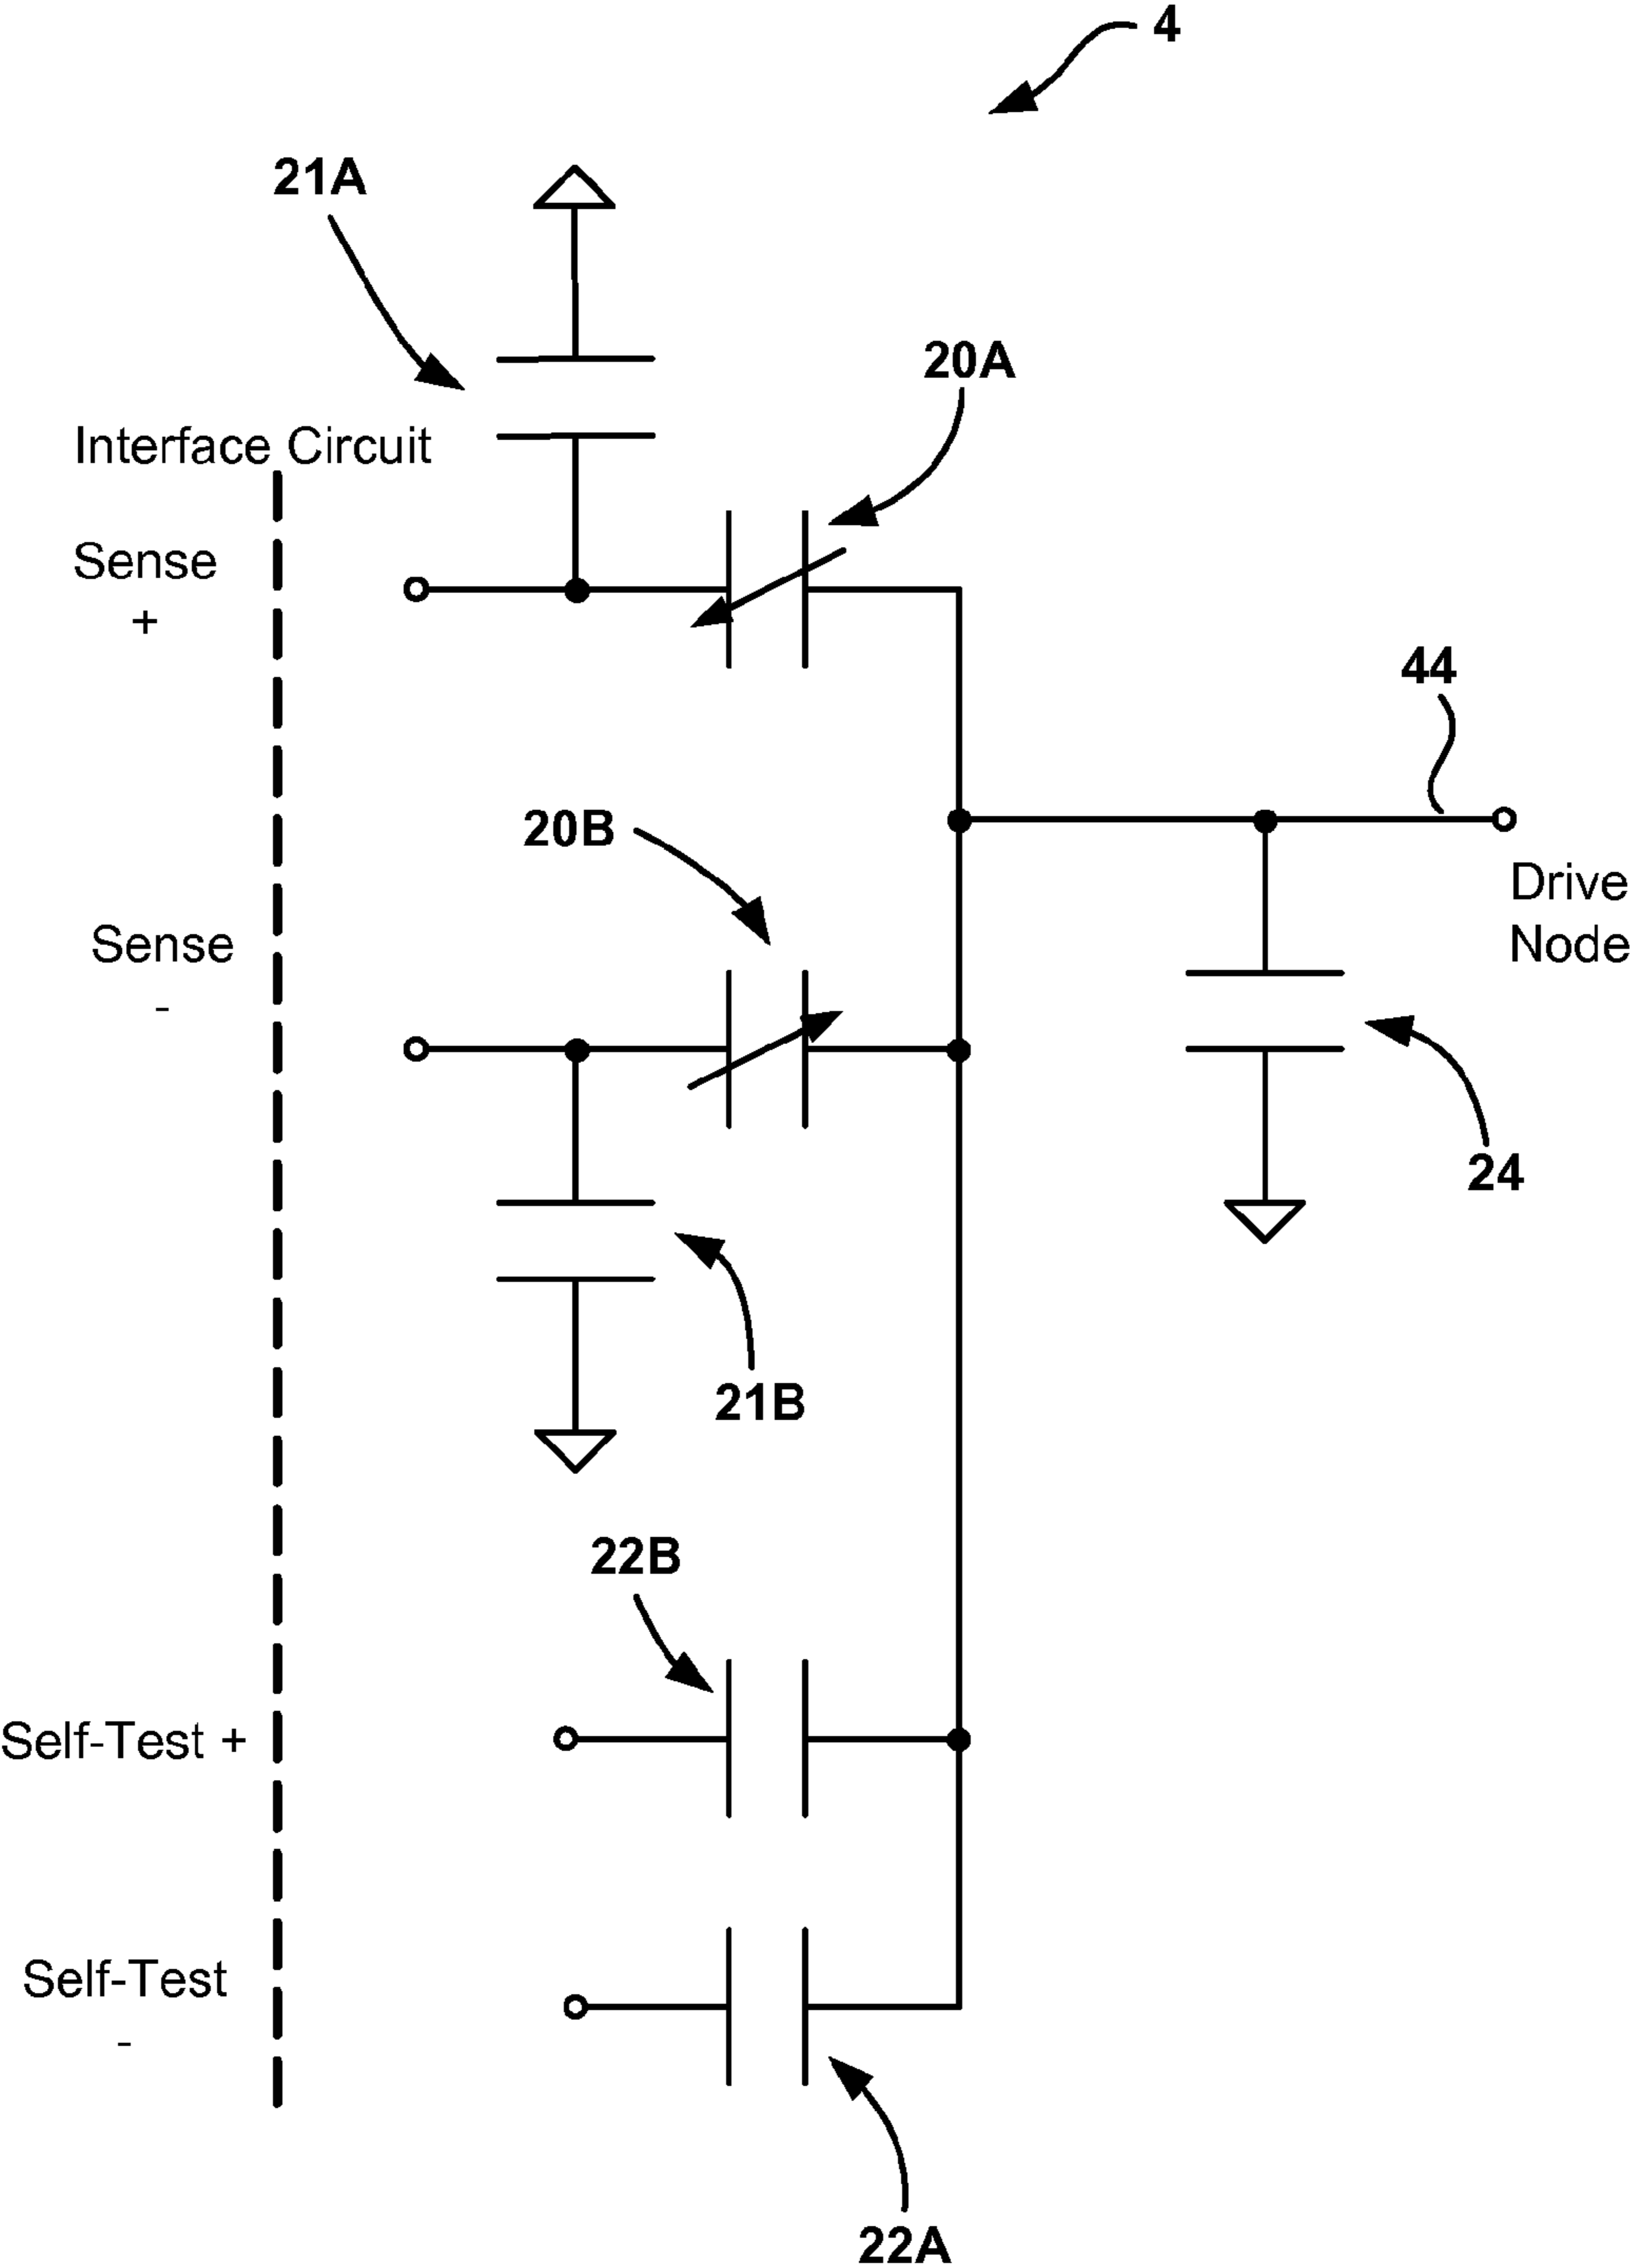 4
21A
20A
Interface Circuit
Sense
+
44
20B
Drive
Node
Sense
-
24
21B
22B
Self-Test +
Self-Test
-
22A